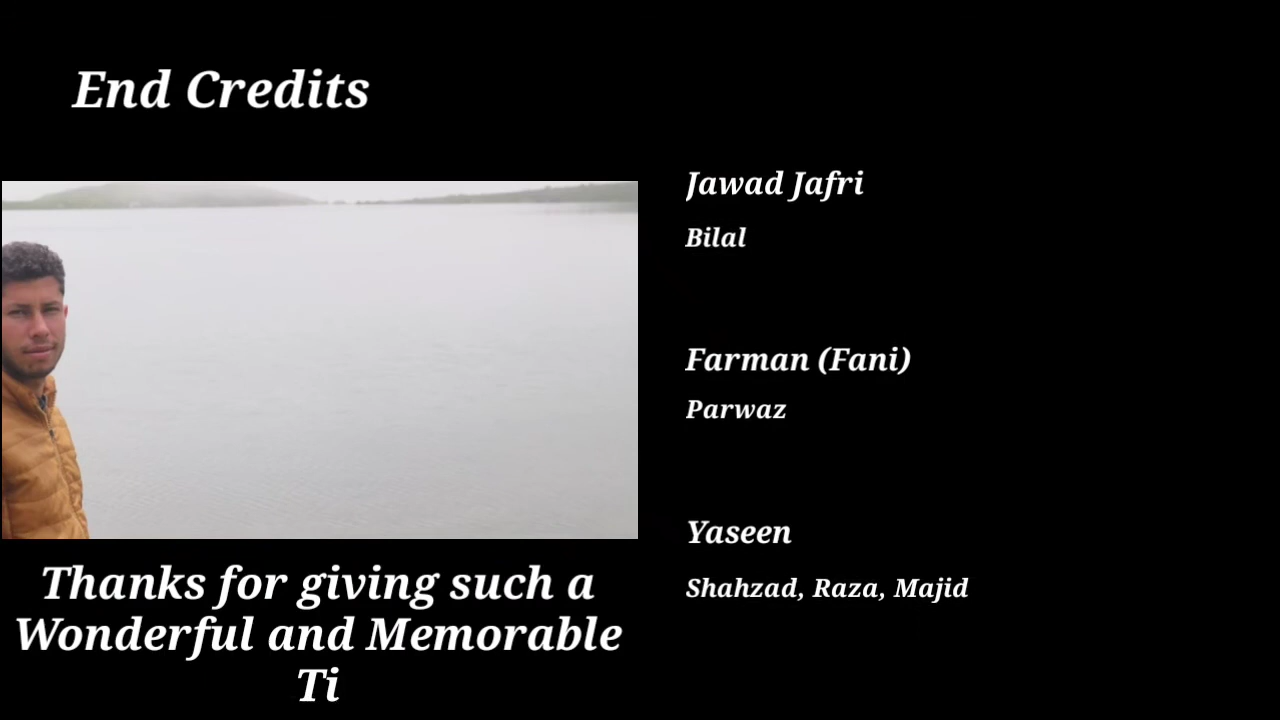 End Credits
Jawad Jafri
Bilal
Farman (Fani)
Parwaz
Yaseen
Shahzad, Raza, Majid
Thanks for giving such a
Wonderful and Memorable
Ti